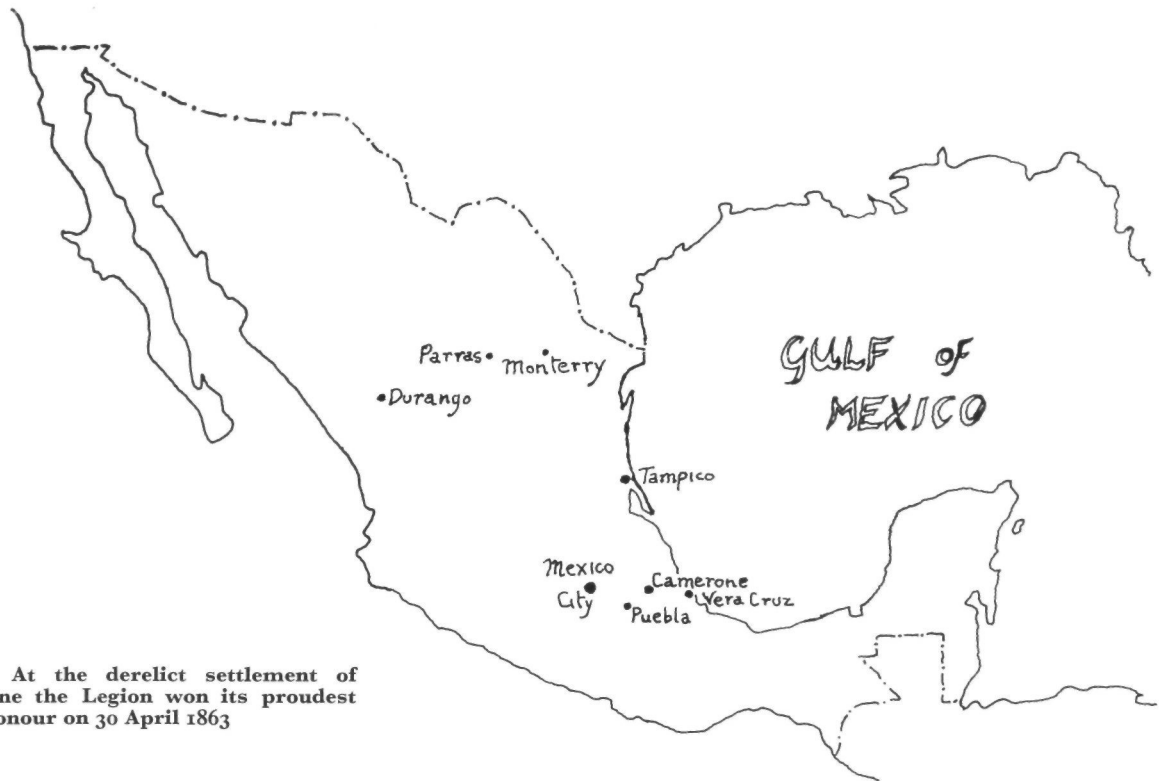 Parras
Monterry
Durango
GULF of
MEXICO
Tampico
Mexico
City
Camerone
Vera Cruz
Puebla
At the derelict settlement of
ne the Legion won its proudest
onour on 30 April 1863